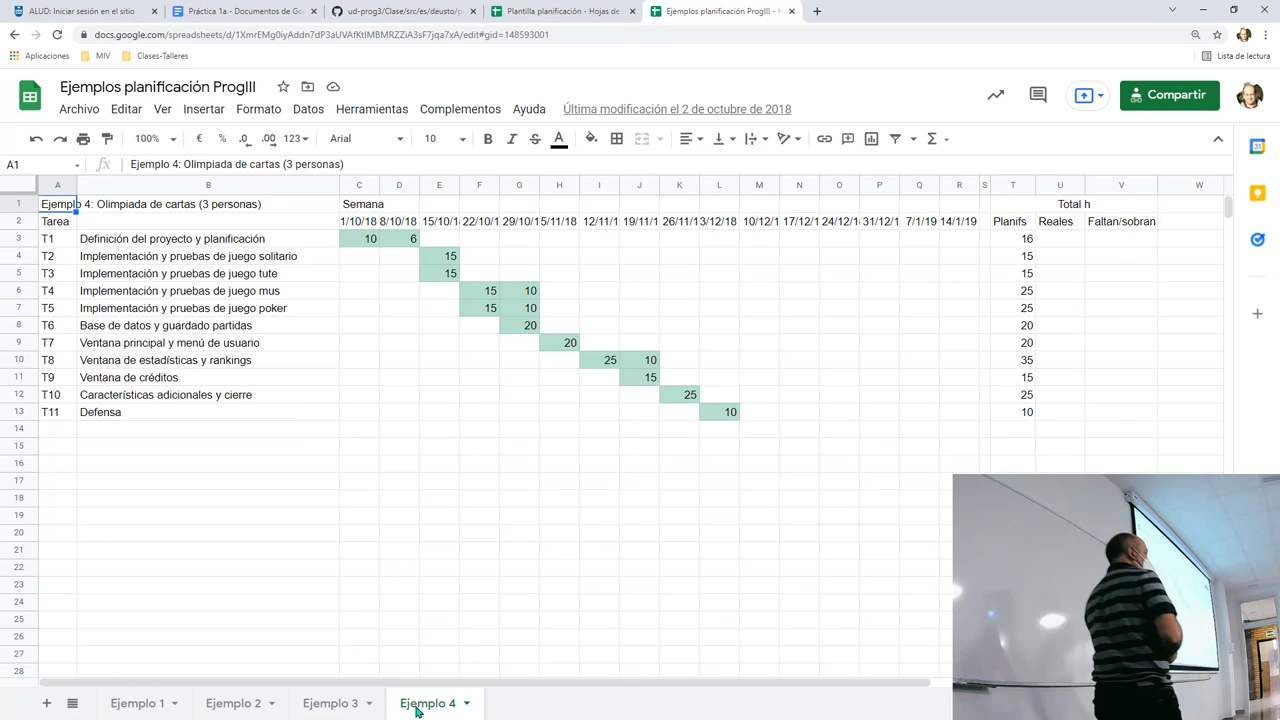 ALUD: Iniciar sesión en el
Práctica 1a - Documentos de Go
ud-prog3/Clase/src/es/deusto/p
Plantilla planificación - Hojas de
Ejemplos planificación ProgIII - H
docs.google.com/spreadsheets/d/1XmrEMg0iyAddn7dP3aUVAfKtlMBMRZZiA3sF7jqa7xA/edit#gid=148593001
Aplicaciones MIV Clases-Talleres Lista de lectura
Ejemplos planificación ProgIII
Archivo Editar Ver Insertar Formato Datos Herramientas Complementos Ayuda Última modificación el 2 de octubre de 2018
Compartir
100% € % .0 .00 123 Arial 10 B I S A Σ
A1 fx Ejemplo 4: Olimpiada de cartas (3 personas)
A B C D E F G H I J K L M N O P Q R S T U V W
1 Ejemplo 4: Olimpiada de cartas (3 personas) Semana Total h
2 Tarea 1/10/18 8/10/18 15/10/1 22/10/1 29/10/1 5/11/18 12/11/1 19/11/1 26/11/1 3/12/18 10/12/1 17/12/1 24/12/1 31/12/1 7/1/19 14/1/19 Planifs Reales Faltan/sobran
3 T1 Definición del proyecto y planificación 10 6 16
4 T2 Implementación y pruebas de juego solitario 15 15
5 T3 Implementación y pruebas de juego tute 15 15
6 T4 Implementación y pruebas de juego mus 15 10 25
7 T5 Implementación y pruebas de juego poker 15 10 25
8 T6 Base de datos y guardado partidas 20 20
9 T7 Ventana principal y menú de usuario 20 20
10 T8 Ventana de estadísticas y rankings 25 10 35
11 T9 Ventana de créditos 15 15
12 T10 Características adicionales y cierre 25 25
13 T11 Defensa 10 10
14
15
16
17
18
19
20
21
22
23
24
25
26
27
28
Ejemplo 1 Ejemplo 2 Ejemplo 3 Ejemplo 4